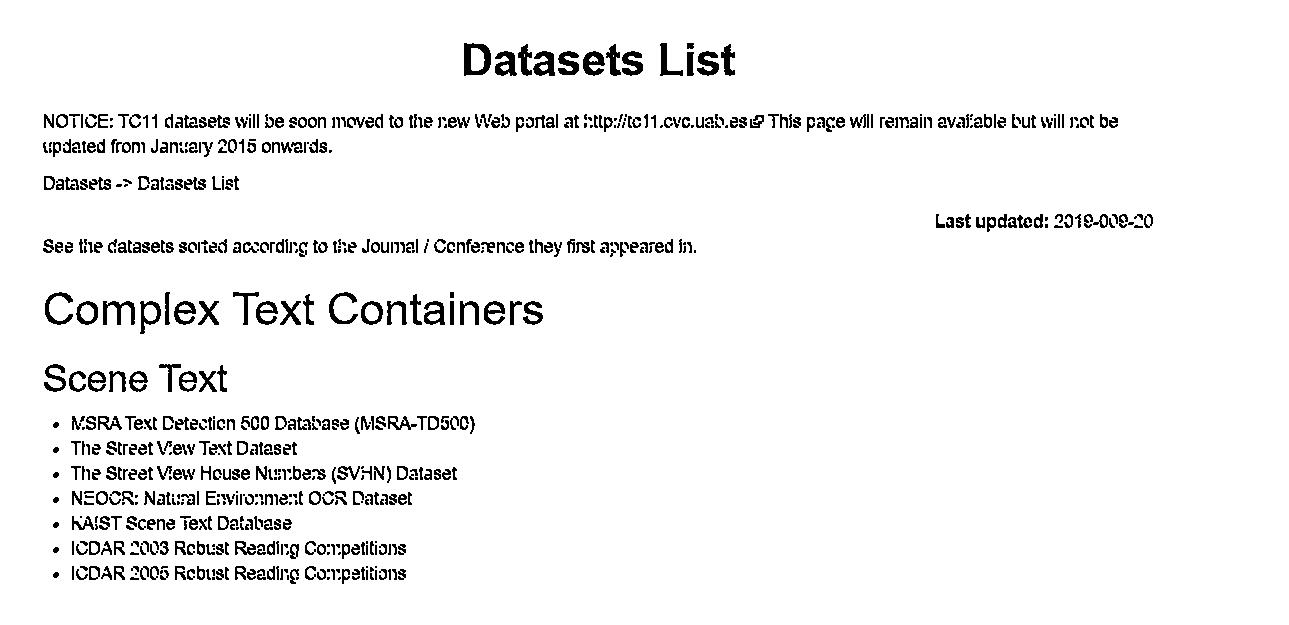 Datasets List
NOTICE: TC11 datasets will be soon moved to the new Web portal at http://tc11.cvc.uab.es This page will remain available but will not be
updated from January 2015 onwards.
Datasets -> Datasets List
Last updated: 2019-009-20
See the datasets sorted according to the Journal / Conference they first appeared in.
Complex Text Containers
Scene Text
• MSRA Text Detection 500 Database (MSRA-TD500)
• The Street View Text Dataset
• The Street View House Numbers (SVHN) Dataset
• NEOCR: Natural Environment OCR Dataset
• KAIST Scene Text Database
• ICDAR 2003 Robust Reading Competitions
• ICDAR 2005 Robust Reading Competitions